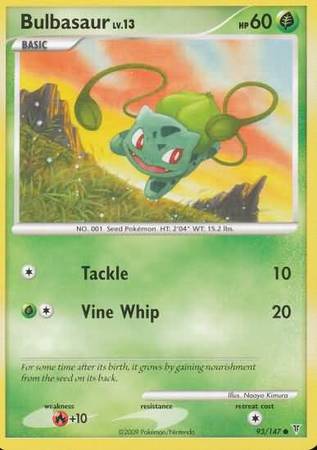 Bulbasaur LV.13 HP 60
BASIC
NO. 001 Seed Pokémon. HT: 2'04" WT: 15.2 lbs.
Tackle 10
Vine Whip 20
For some time after its birth, it grows by gaining nourishment
from the seed on its back.
Illus. Naoyo Kimura
weakness resistance retreat cost
+10
©2009 Pokémon/Nintendo 93/147